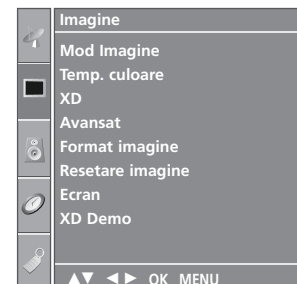 Imagine
Mod Imagine
Temp. culoare
XD
Avansat
Format imagine
Resetare imagine
Ecran
XD Demo
▲▼ ◄► OK MENU